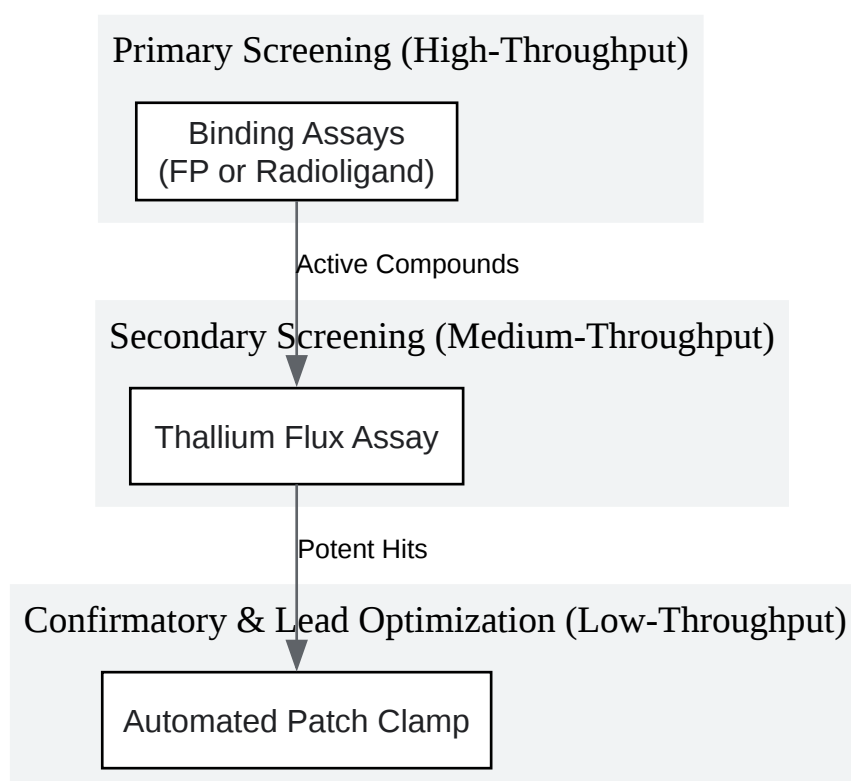 Primary Screening (High-Throughput)
Binding Assays
(FP or Radioligand)
Active Compounds
Secondary Screening (Medium-Throughput)
Thallium Flux Assay
Potent Hits
Confirmatory & Lead Optimization (Low-Throughput)
Automated Patch Clamp